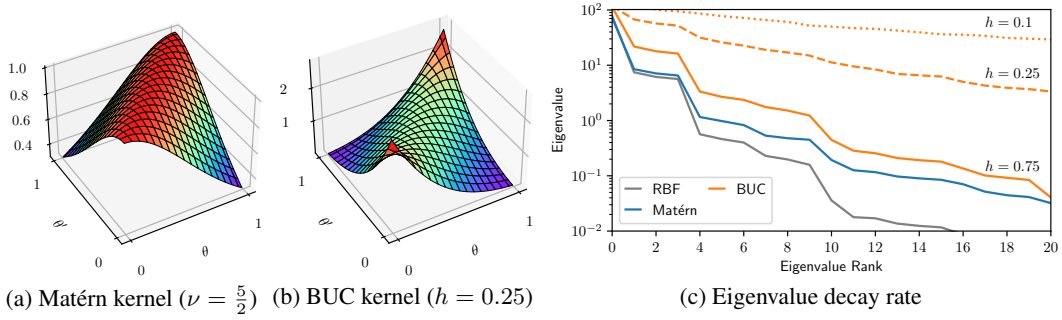 1.0
0.8
0.6
0.4
1
0
θ′
0
1
θ
(a) Matérn kernel (ν = 5/2)
2
1
1
0
θ′
0
1
θ
(b) BUC kernel (h = 0.25)
10²
10¹
10⁰
10⁻¹
10⁻²
Eigenvalue
h = 0.1
h = 0.25
h = 0.75
RBF
Matérn
BUC
0 2 4 6 8 10 12 14 16 18 20
Eigenvalue Rank
(c) Eigenvalue decay rate